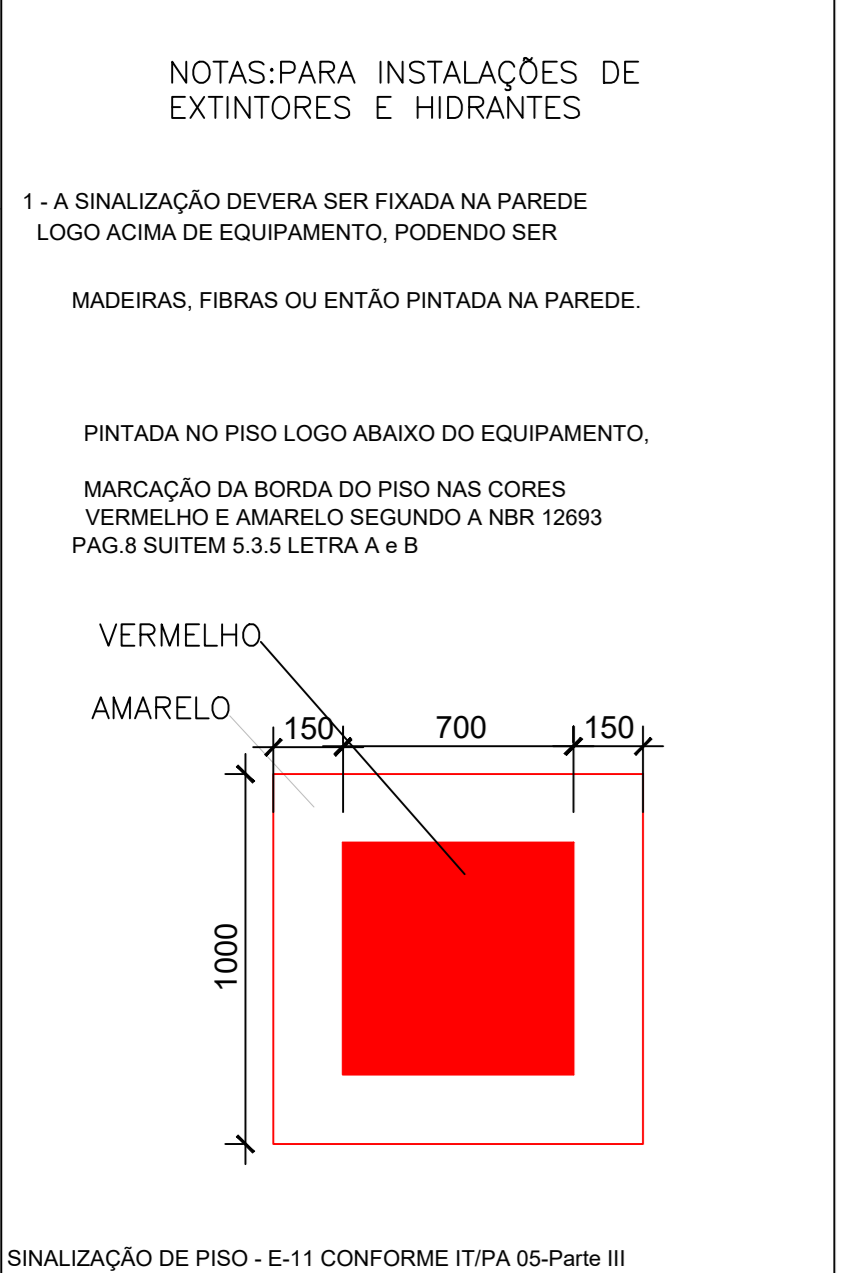 NOTAS:PARA INSTALAÇÕES DE
EXTINTORES E HIDRANTES
1 - A SINALIZAÇÃO DEVERA SER FIXADA NA PAREDE
LOGO ACIMA DE EQUIPAMENTO, PODENDO SER
MADEIRAS, FIBRAS OU ENTÃO PINTADA NA PAREDE.
PINTADA NO PISO LOGO ABAIXO DO EQUIPAMENTO,
MARCAÇÃO DA BORDA DO PISO NAS CORES
VERMELHO E AMARELO SEGUNDO A NBR 12693
PAG.8 SUITEM 5.3.5 LETRA A e B
VERMELHO
AMARELO
150 700 150
1000
SINALIZAÇÃO DE PISO - E-11 CONFORME IT/PA 05-Parte III